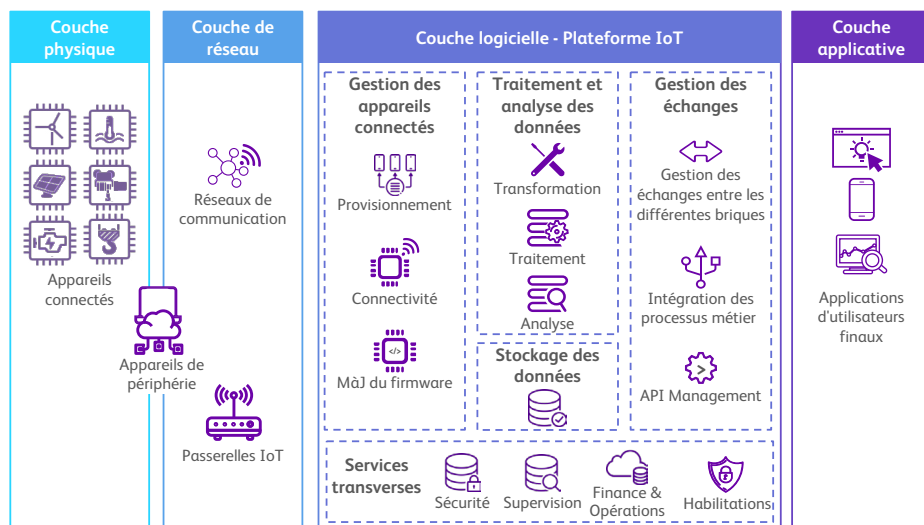 Couche
physique
Appareils
connectés
Appareils de
périphérie
Couche de
réseau
Réseaux de
communication
Passerelles IoT
Couche logicielle - Plateforme IoT
Gestion des
appareils
connectés
Provisionnement
Connectivité
</>
MàJ du firmware
Traitement et
analyse des
données
Transformation
Traitement
Analyse
Stockage des
données
Gestion des
échanges
Gestion des
échanges entre les
différentes briques
Intégration des
processus métier
API Management
Services
transverses
Sécurité
Supervision
Finance &
Opérations
Habilitations
Couche
applicative
Applications
d'utilisateurs
finaux